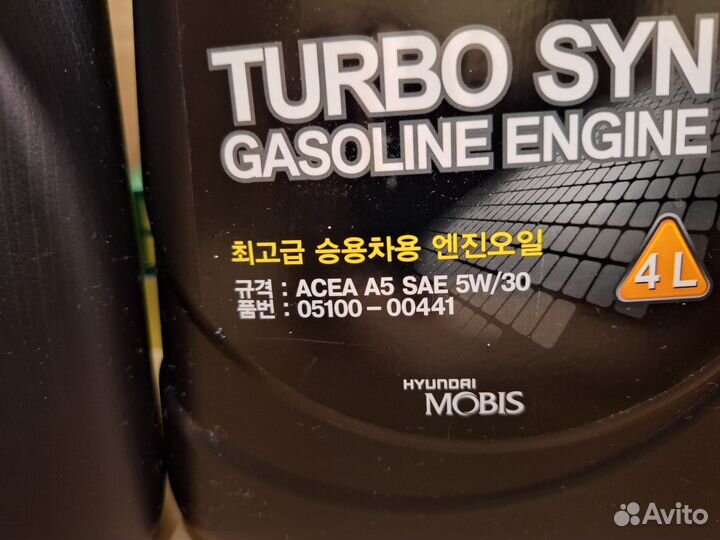 TURBO SYN
GASOLINE ENGINE
최고급 승용차용 엔진오일
4 L
규격 : ACEA A5 SAE 5W/30
품번 : 05100-00441
HYUNDAI
MOBIS
Avito